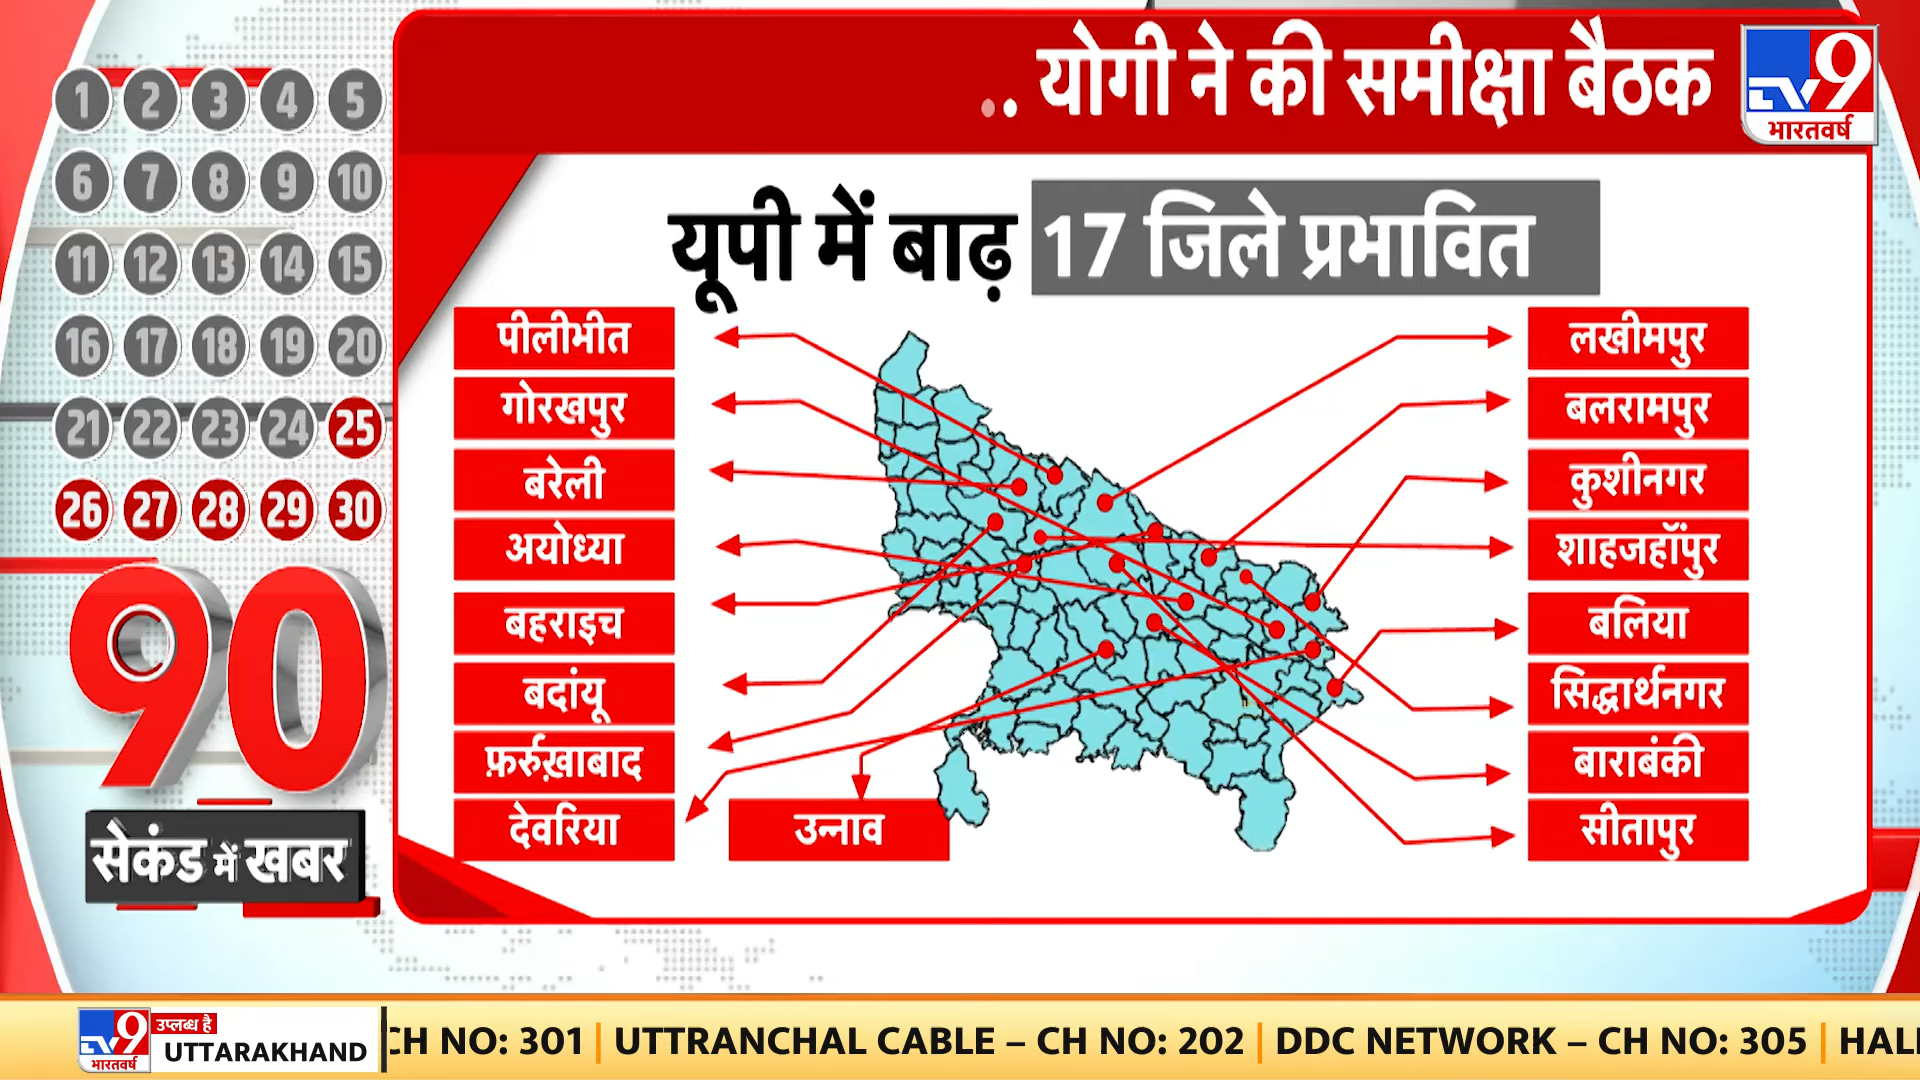 .. योगी ने की समीक्षा बैठक
TV9
भारतवर्ष
1 2 3 4 5
6 7 8 9 10
11 12 13 14 15
16 17 18 19 20
21 22 23 24 25
26 27 28 29 30
90
सेकंड में खबर
यूपी में बाढ़ 17 जिले प्रभावित
पीलीभीत
गोरखपुर
बरेली
अयोध्या
बहराइच
बदांयू
फ़र्रुख़ाबाद
देवरिया
उन्नाव
लखीमपुर
बलरामपुर
कुशीनगर
शाहजहॉंपुर
बलिया
सिद्धार्थनगर
बाराबंकी
सीतापुर
TV9 भारतवर्ष उप्लब्ध है
UTTARAKHAND
CH NO: 301 | UTTRANCHAL CABLE – CH NO: 202 | DDC NETWORK – CH NO: 305 |